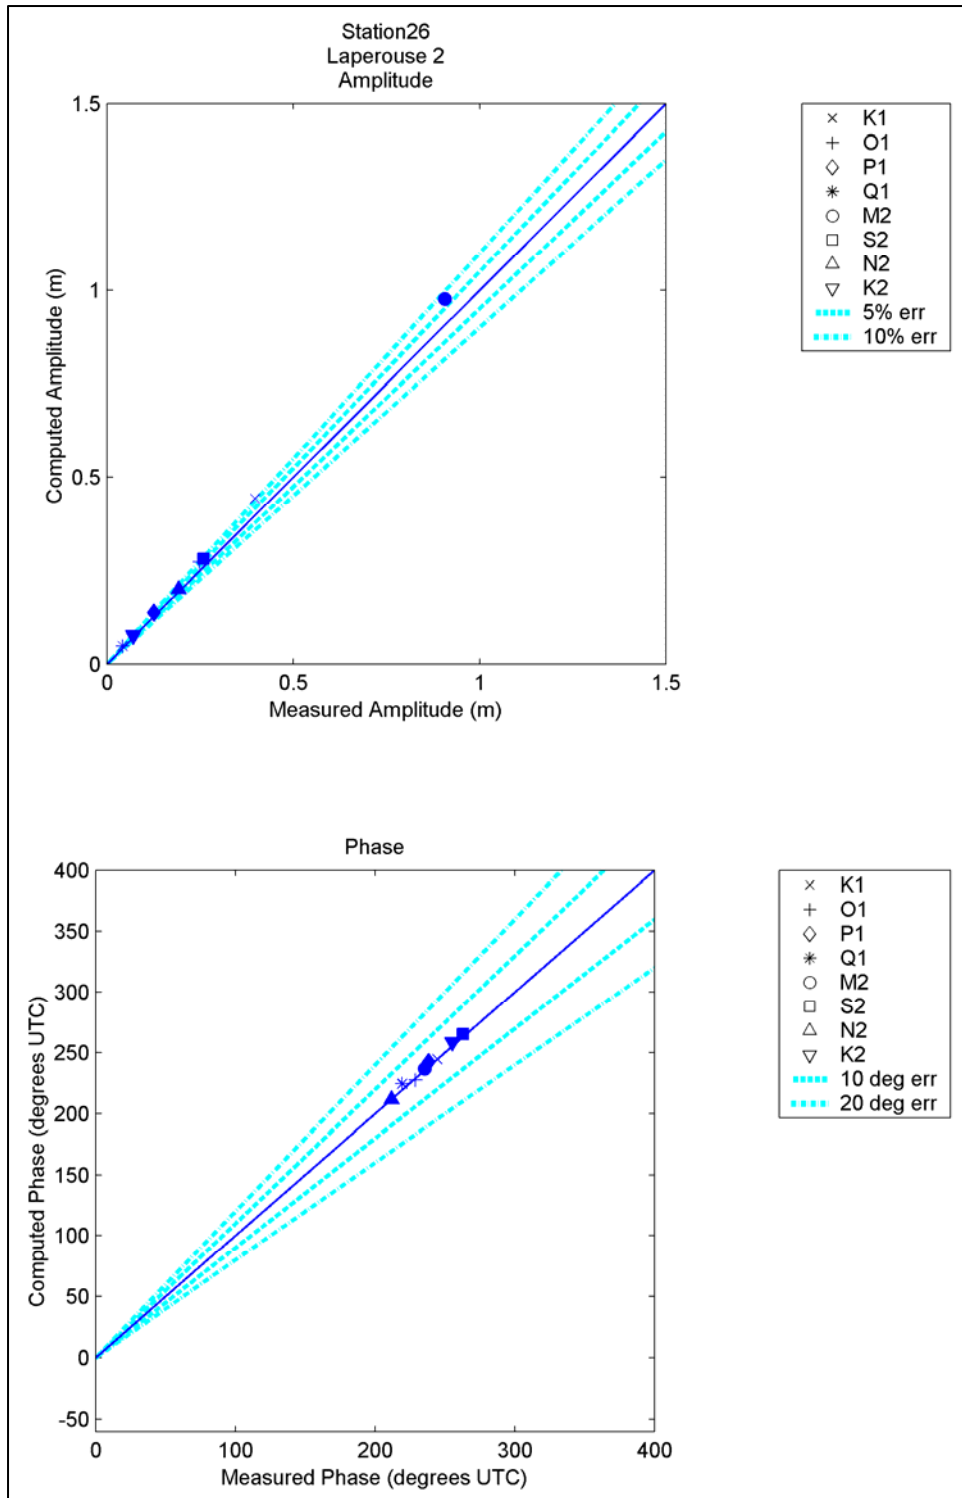 Station26
Laperouse 2
Amplitude
1.5
1
0.5
0
0
0.5
1
1.5
Computed Amplitude (m)
Measured Amplitude (m)
K1
O1
P1
Q1
M2
S2
N2
K2
5% err
10% err
Phase
400
350
300
250
200
150
100
50
0
-50
0
100
200
300
400
Computed Phase (degrees UTC)
Measured Phase (degrees UTC)
K1
O1
P1
Q1
M2
S2
N2
K2
10 deg err
20 deg err